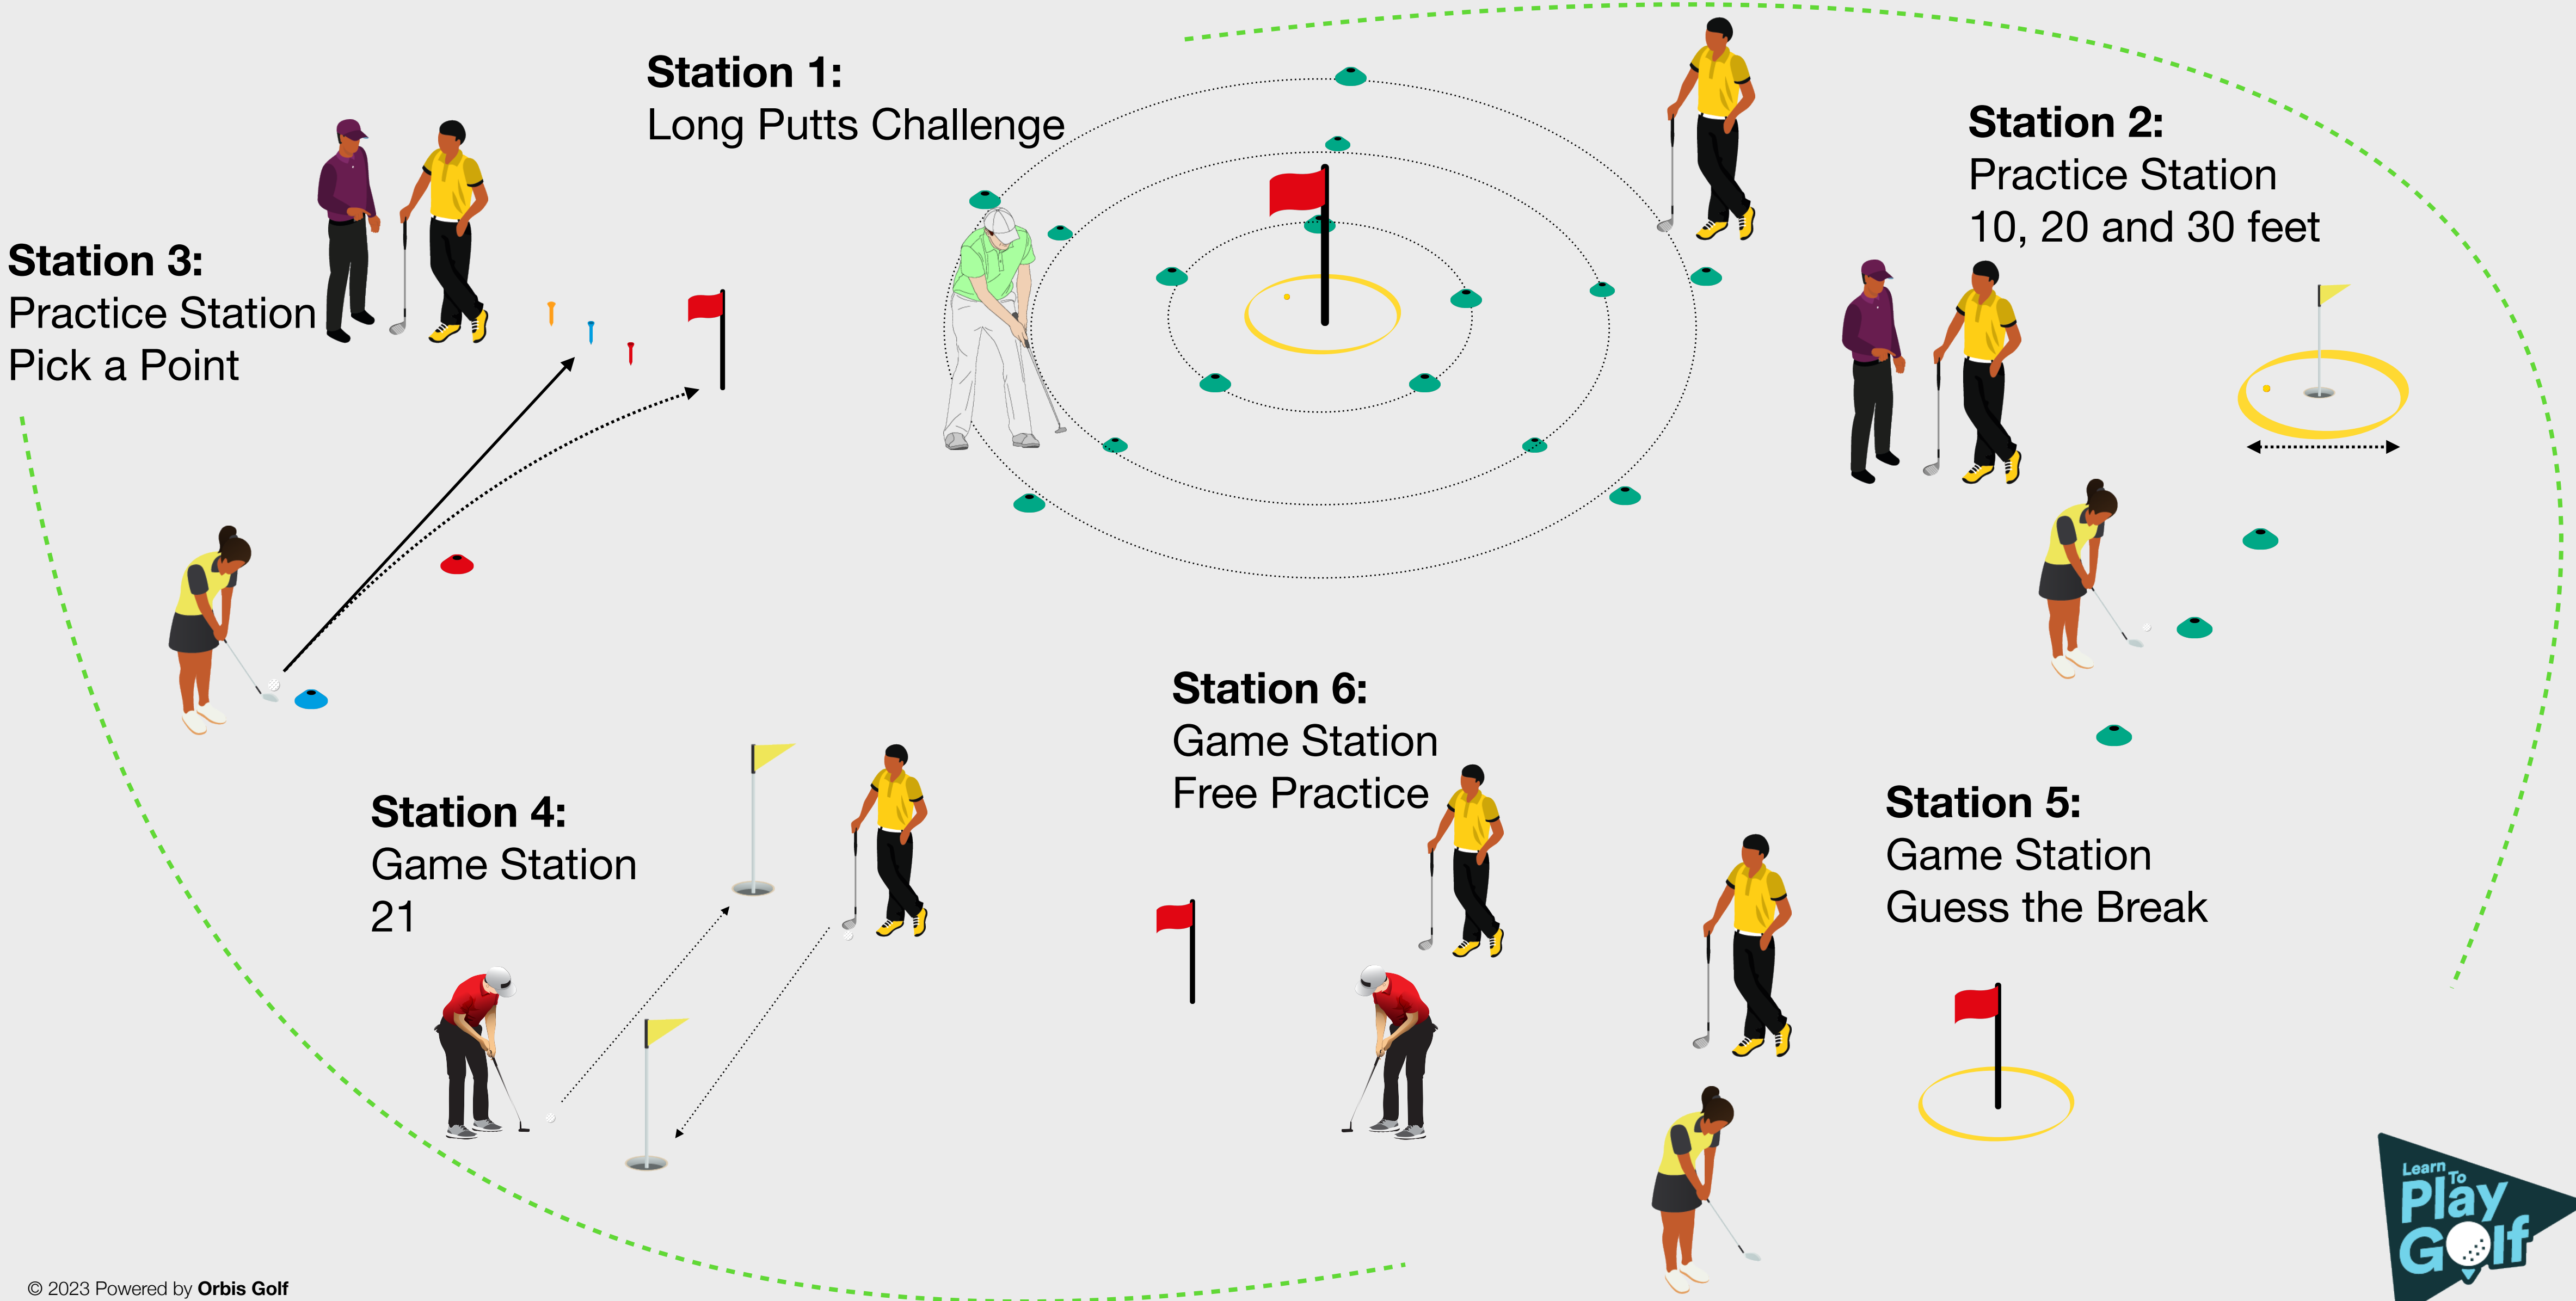 Station 1:
Long Putts Challenge
Station 2:
Practice Station
10, 20 and 30 feet
Station 3:
Practice Station
Pick a Point
Station 4:
Game Station
21
Station 6:
Game Station
Free Practice
Station 5:
Game Station
Guess the Break
Learn To
Play
Golf
© 2023 Powered by Orbis Golf